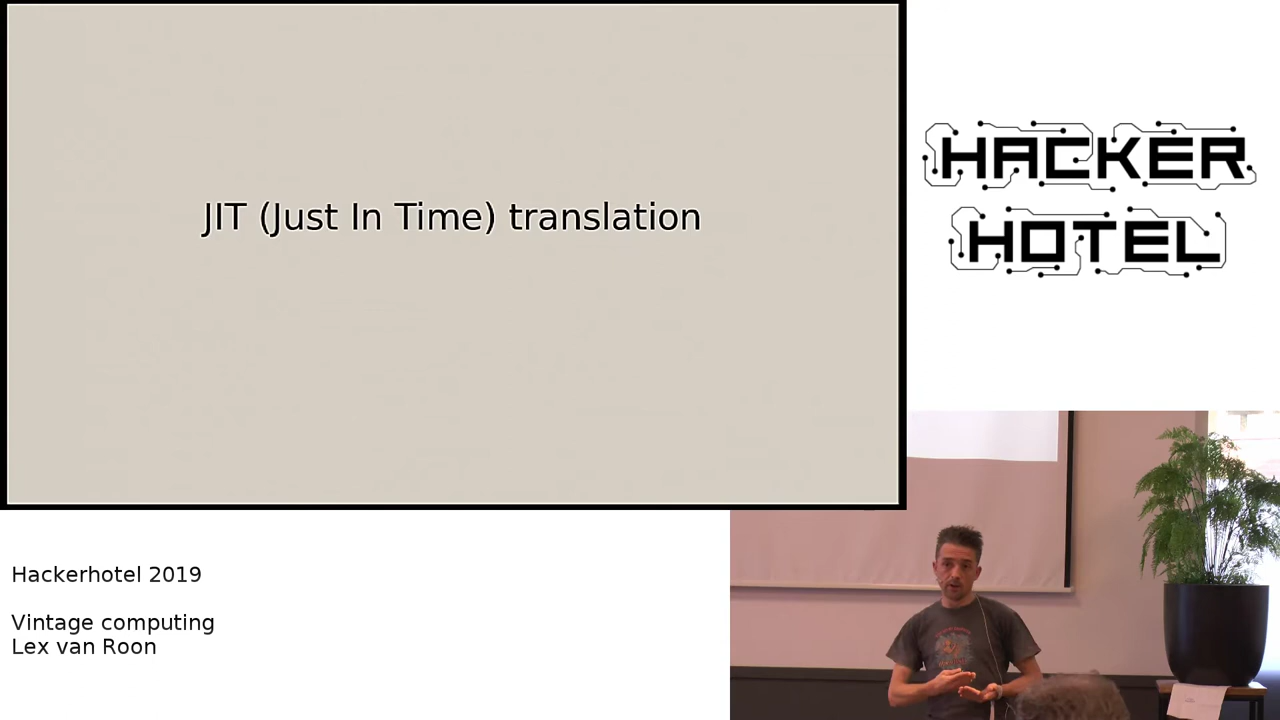 JIT (Just In Time) translation
HACKER
HOTEL
Hackerhotel 2019
Vintage computing
Lex van Roon